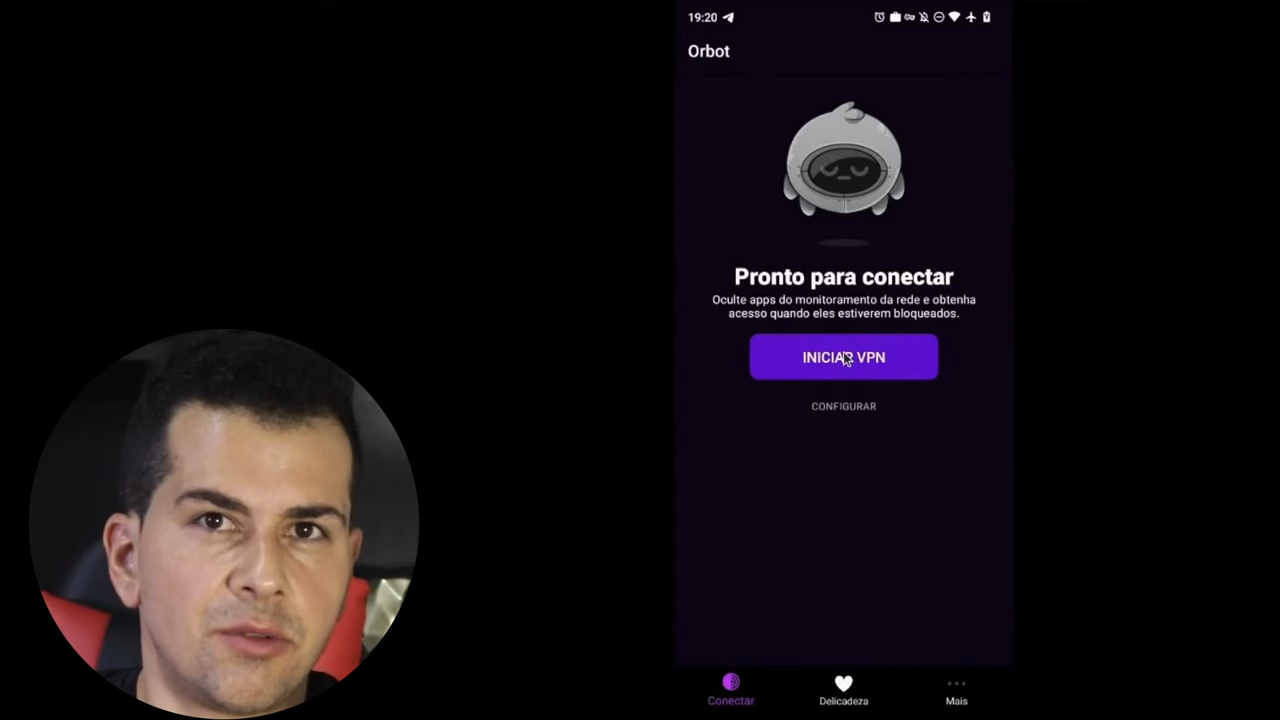 19:20
Orbot
Pronto para conectar
Oculte apps do monitoramento da rede e obtenha
acesso quando eles estiverem bloqueados.
INICIAR VPN
CONFIGURAR
Conectar
Delicadeza
Mais